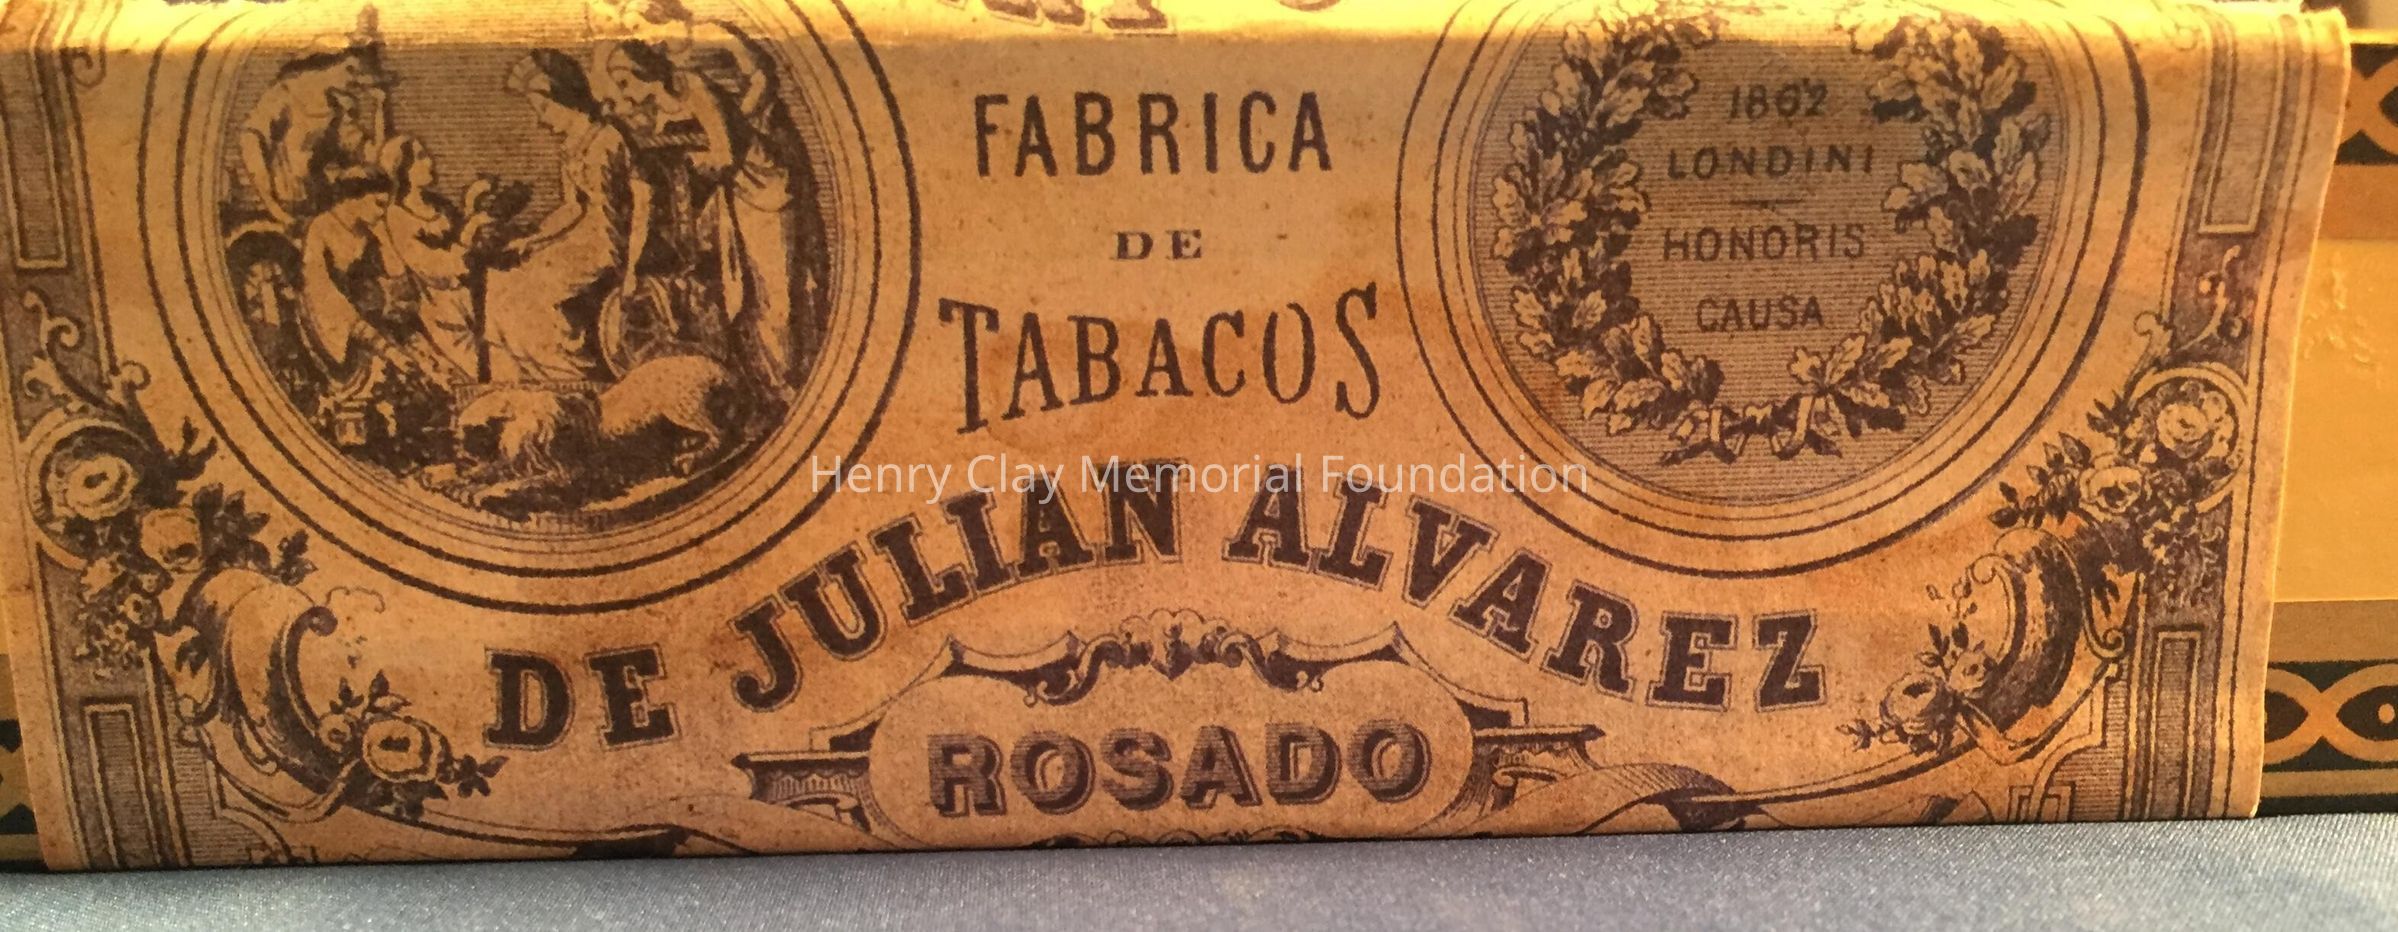 FABRICA
DE
TABACOS
1862
LONDINI
HONORIS
CAUSA
Henry Clay Memorial Foundation
DE JULIAN ALVAREZ
ROSADO